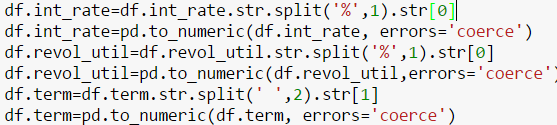 df.int_rate=df.int_rate.str.split('%',1).str[0]
df.int_rate=pd.to_numeric(df.int_rate, errors='coerce')
df.revol_util=df.revol_util.str.split('%',1).str[0]
df.revol_util=pd.to_numeric(df.revol_util,errors='coerce')
df.term=df.term.str.split(' ',2).str[1]
df.term=pd.to_numeric(df.term, errors='coerce')